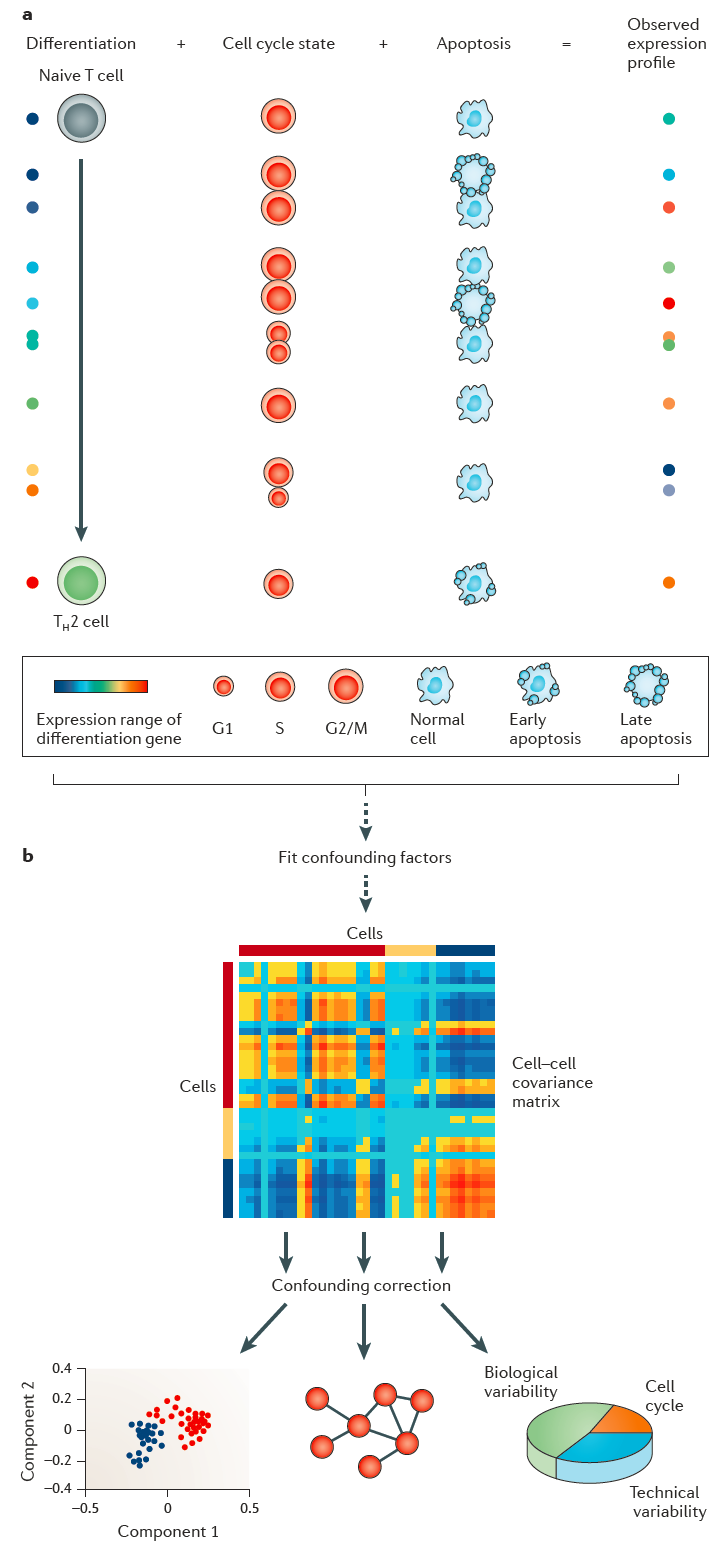 a
Differentiation + Cell cycle state + Apoptosis = Observed
expression
profile
Naive T cell
TH2 cell
Expression range of
differentiation gene
G1
S
G2/M
Normal
cell
Early
apoptosis
Late
apoptosis
b
Fit confounding factors
Cells
Cells
Cell–cell
covariance
matrix
Confounding correction
Component 2
0.4
0.2
0
−0.2
−0.4
−0.5
0
0.5
Component 1
Biological
variability
Cell
cycle
Technical
variability